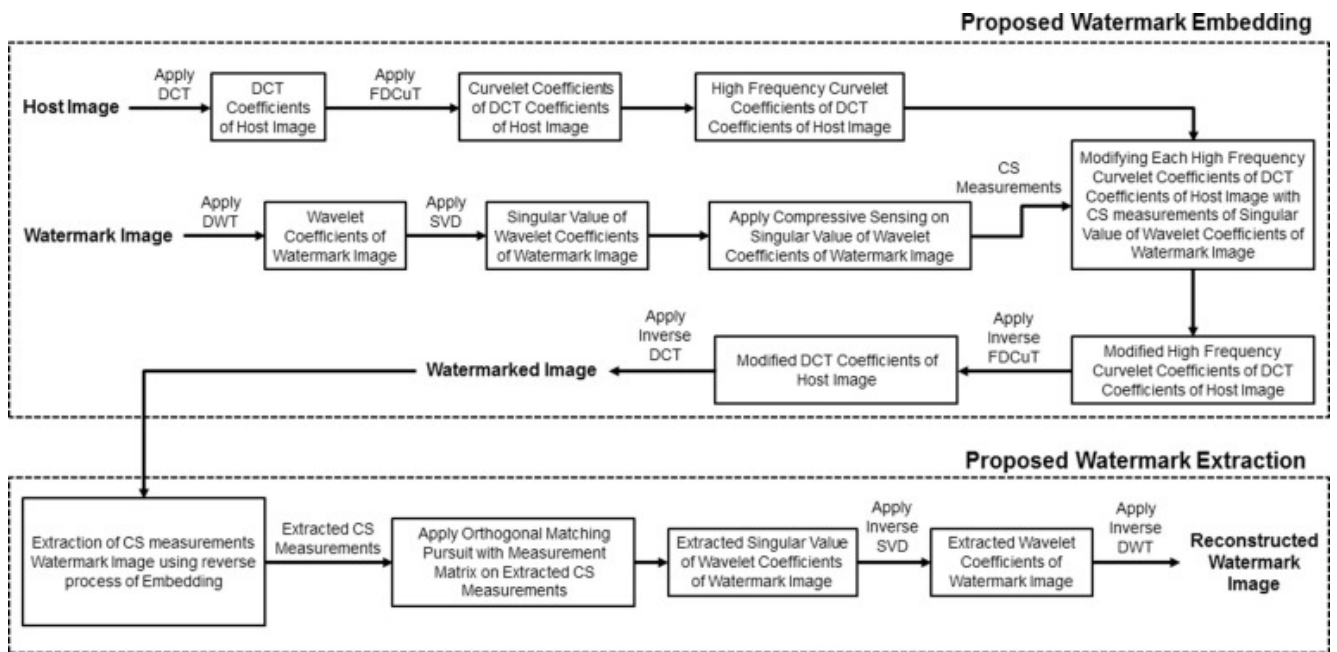 Proposed Watermark Embedding
Apply
DCT
Apply
FDCuT
Host Image
DCT
Coefficients
of Host Image
Curvelet Coefficients
of DCT Coefficients
of Host Image
High Frequency Curvelet
Coefficients of DCT
Coefficients of Host Image
CS
Measurements
Modifying Each High Frequency
Curvelet Coefficients of DCT
Coefficients of Host Image with
CS measurements of Singular
Value of Wavelet Coefficients of
Watermark Image
Apply
DWT
Apply
SVD
Watermark Image
Wavelet
Coefficients of
Watermark Image
Singular Value of
Wavelet Coefficients
of Watermark Image
Apply Compressive Sensing on
Singular Value of Wavelet
Coefficients of Watermark Image
Apply
Inverse
DCT
Apply
Inverse
FDCuT
Watermarked Image
Modified DCT Coefficients of
Host Image
Modified High Frequency
Curvelet Coefficients of DCT
Coefficients of Host Image
Proposed Watermark Extraction
Extraction of CS measurements
Watermark Image using reverse
process of Embedding
Extracted CS
Measurements
Apply Orthogonal Matching
Pursuit with Measurement
Matrix on Extracted CS
Measurements
Extracted Singular Value
of Wavelet Coefficients
of Watermark Image
Apply
Inverse
SVD
Extracted Wavelet
Coefficients of
Watermark Image
Apply
Inverse
DWT
Reconstructed
Watermark
Image